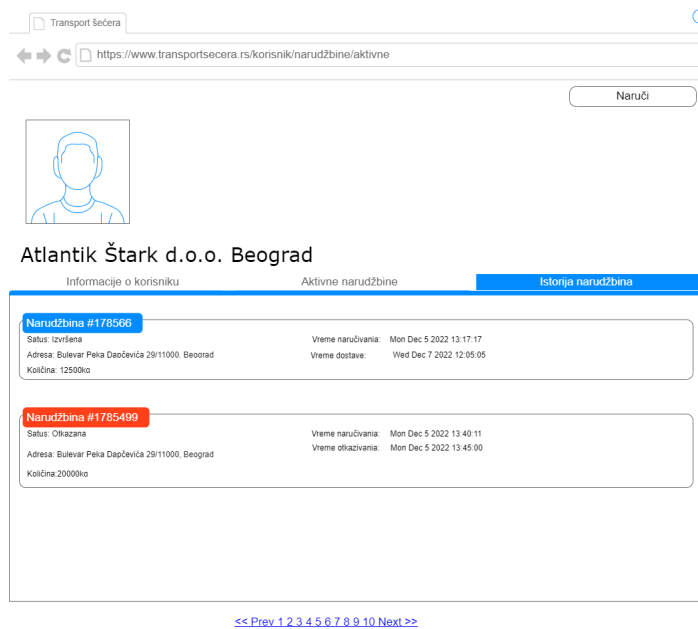 Transport šećera
https://www.transportsecera.rs/korisnik/narudžbine/aktivne
Naruči
Atlantik Štark d.o.o. Beograd
Informacije o korisniku Aktivne narudžbine Istorija narudžbina
Narudžbina #178566
Satus: Izvršena Vreme naručivanja: Mon Dec 5 2022 13:17:17
Adresa: Bulevar Peka Dapčevića 29/11000. Beograd Vreme dostave: Wed Dec 7 2022 12:05:05
Količina: 12500kg
Narudžbina #1785499
Satus: Otkazana Vreme naručivanja: Mon Dec 5 2022 13:40:11
Vreme otkazivanja: Mon Dec 5 2022 13:45:00
Adresa: Bulevar Peka Dapčevića 29/11000, Beograd
Količina:20000kg
<< Prev 1 2 3 4 5 6 7 8 9 10 Next >>